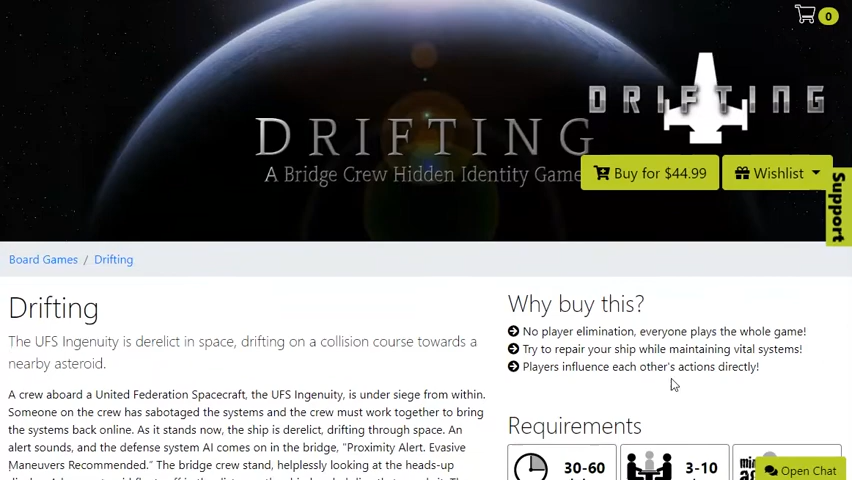 0
DRIFTING
DRIFTING
A Bridge Crew Hidden Identity Game
Buy for $44.99
Wishlist
Support
Board Games / Drifting
Drifting
The UFS Ingenuity is derelict in space, drifting on a collision course towards a
nearby asteroid.
A crew aboard a United Federation Spacecraft, the UFS Ingenuity, is under siege from within.
Someone on the crew has sabotaged the systems and the crew must work together to bring
the systems back online. As it stands now, the ship is derelict, drifting through space. An
alert sounds, and the defense system AI comes on in the bridge, "Proximity Alert. Evasive
Maneuvers Recommended." The bridge crew stand, helplessly looking at the heads-up
Why buy this?
No player elimination, everyone plays the whole game!
Try to repair your ship while maintaining vital systems!
Players influence each other's actions directly!
Requirements
30-60
3-10
Open Chat